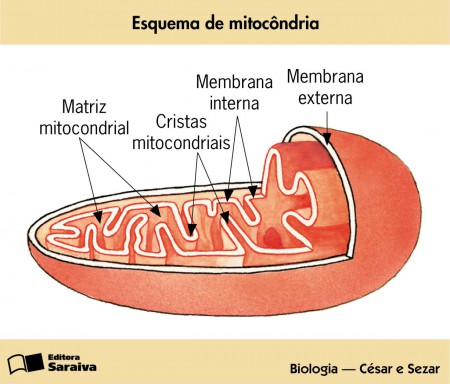 Esquema de mitocôndria
Membrana
externa
Membrana
interna
Matriz
mitocondrial
Cristas
mitocondriais
Editora
Saraiva
Biologia — César e Sezar